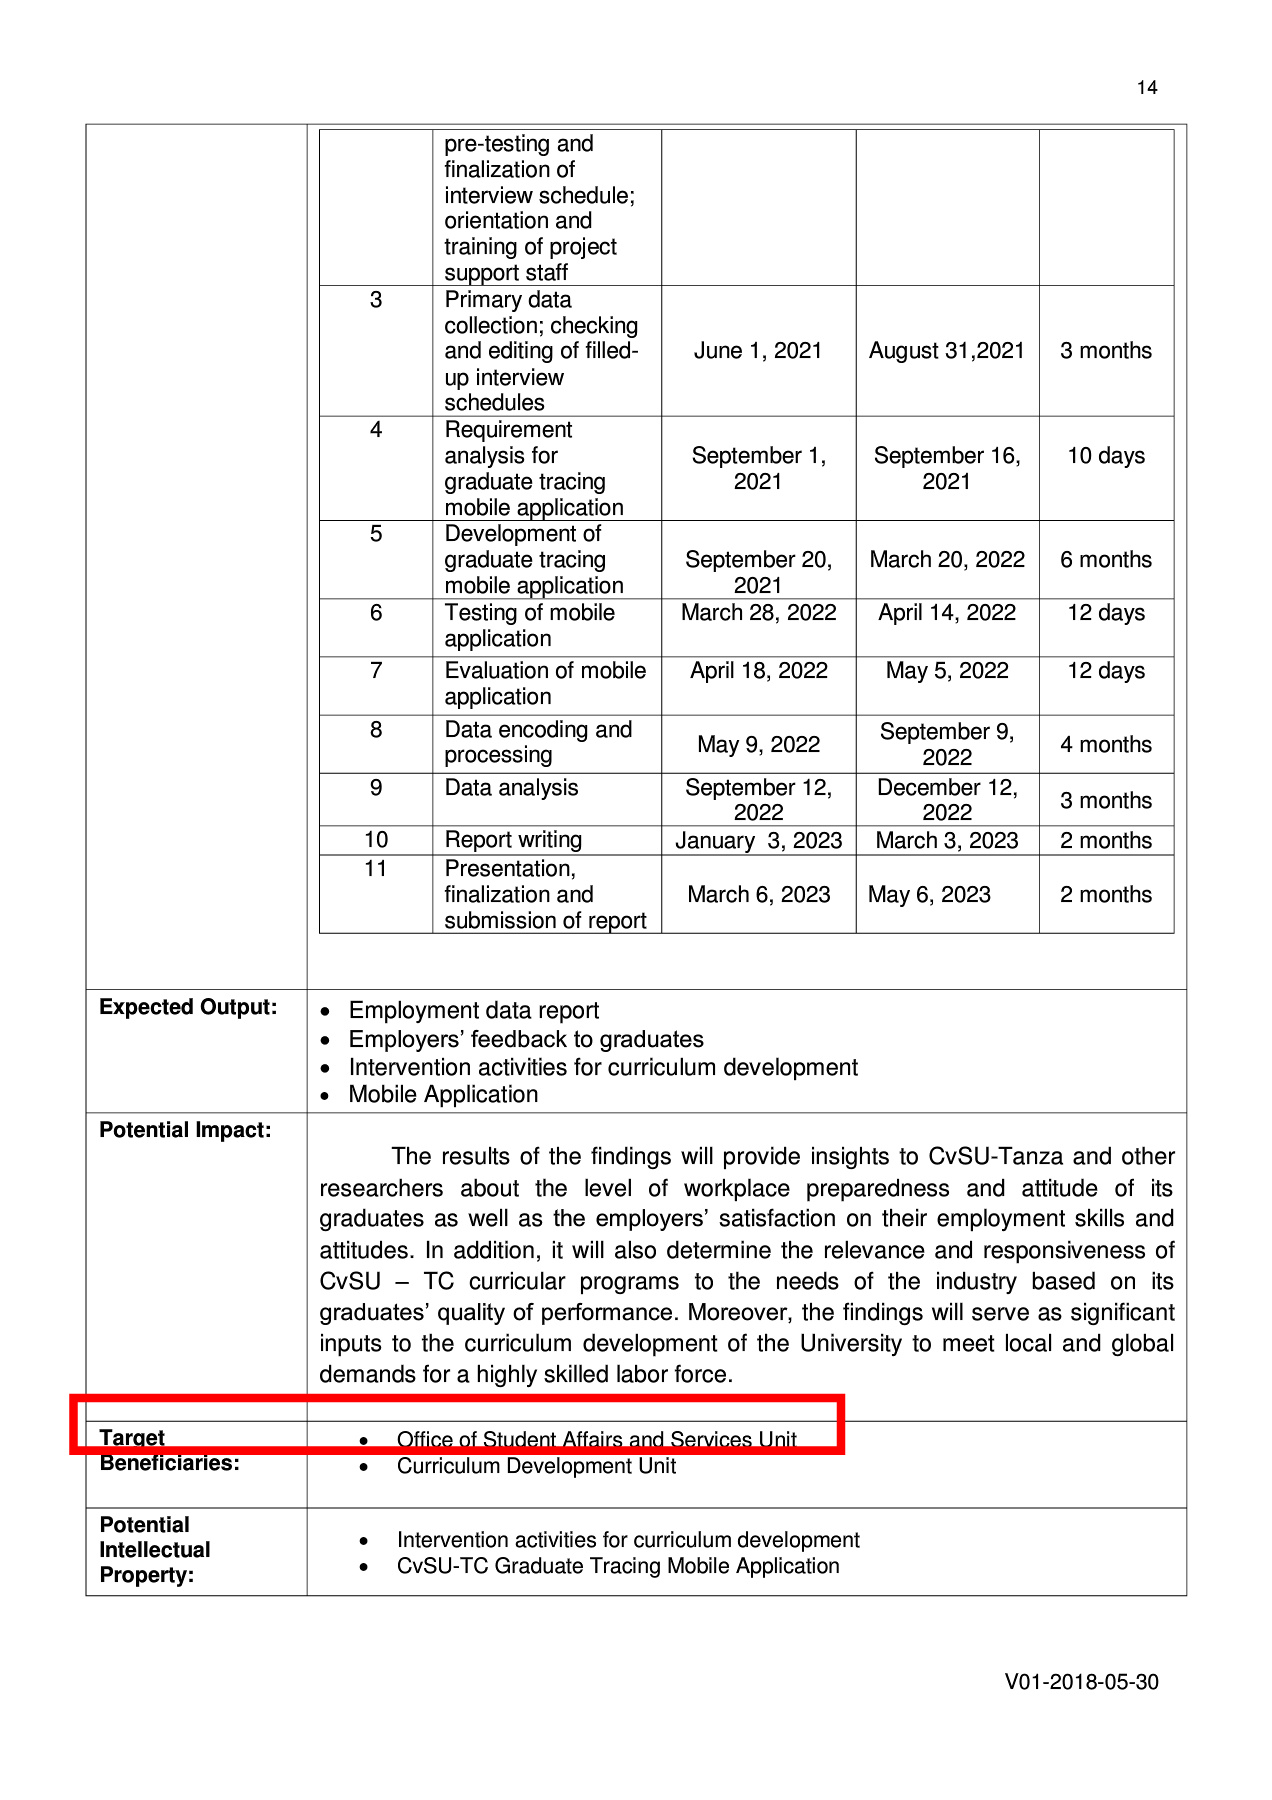 14
pre-testing and
finalization of
interview schedule;
orientation and
training of project
support staff
3
Primary data
collection; checking
and editing of filled-
up interview
schedules
June 1, 2021
August 31,2021
3 months
4
Requirement
analysis for
graduate tracing
mobile application
September 1,
2021
September 16,
2021
10 days
5
Development of
graduate tracing
mobile application
September 20,
2021
March 20, 2022
6 months
6
Testing of mobile
application
March 28, 2022
April 14, 2022
12 days
7
Evaluation of mobile
application
April 18, 2022
May 5, 2022
12 days
8
Data encoding and
processing
May 9, 2022
September 9,
2022
4 months
9
Data analysis
September 12,
2022
December 12,
2022
3 months
10
Report writing
January 3, 2023
March 3, 2023
2 months
11
Presentation,
finalization and
submission of report
March 6, 2023
May 6, 2023
2 months
Expected Output:
• Employment data report
• Employers’ feedback to graduates
• Intervention activities for curriculum development
• Mobile Application
Potential Impact:
The results of the findings will provide insights to CvSU-Tanza and other
researchers about the level of workplace preparedness and attitude of its
graduates as well as the employers’ satisfaction on their employment skills and
attitudes. In addition, it will also determine the relevance and responsiveness of
CvSU – TC curricular programs to the needs of the industry based on its
graduates’ quality of performance. Moreover, the findings will serve as significant
inputs to the curriculum development of the University to meet local and global
demands for a highly skilled labor force.
Target
Beneficiaries:
• Office of Student Affairs and Services Unit
• Curriculum Development Unit
Potential
Intellectual
Property:
• Intervention activities for curriculum development
• CvSU-TC Graduate Tracing Mobile Application
V01-2018-05-30